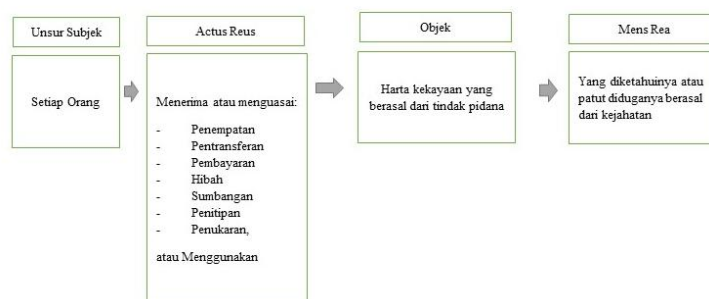 Unsur Subjek
Setiap Orang
Actus Reus
Menerima atau menguasai:
- Penempatan
- Pentransferan
- Pembayaran
- Hibah
- Sumbangan
- Penitipan
- Penukaran,
atau Menggunakan
Objek
Harta kekayaan yang
berasal dari tindak pidana
Mens Rea
Yang diketahuinya atau
patut diduganya berasal
dari kejahatan